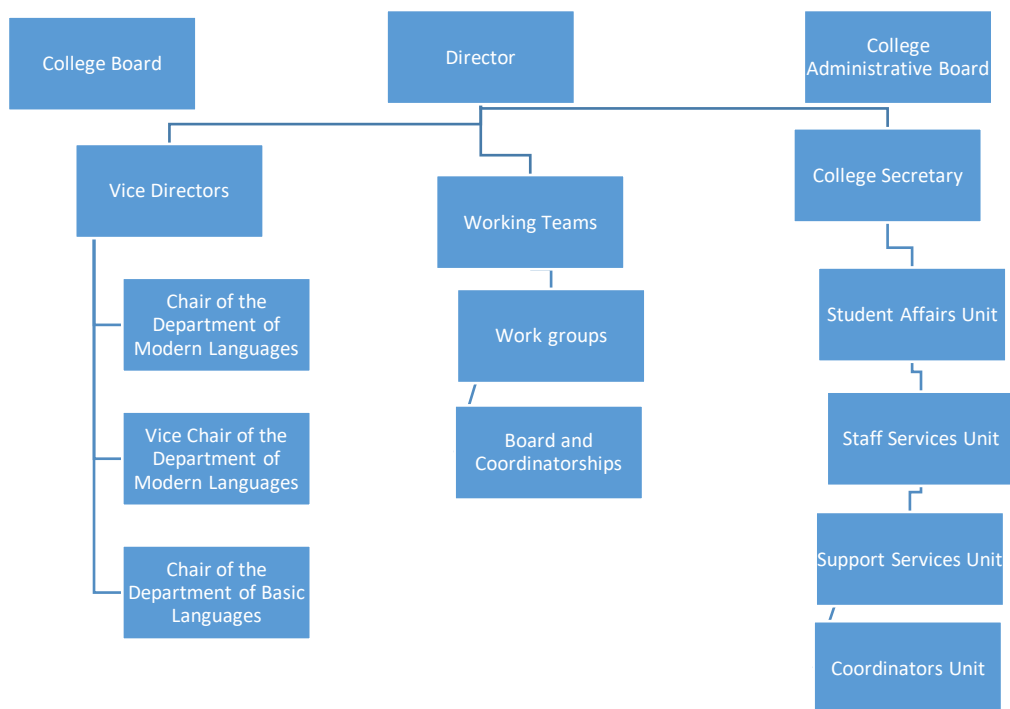 College Board
Director
College
Administrative Board
Vice Directors
Working Teams
College Secretary
Chair of the
Department of
Modern Languages
Work groups
Student Affairs Unit
Vice Chair of the
Department of
Modern Languages
Board and
Coordinatorships
Staff Services Unit
Chair of the
Department of Basic
Languages
Support Services Unit
Coordinators Unit